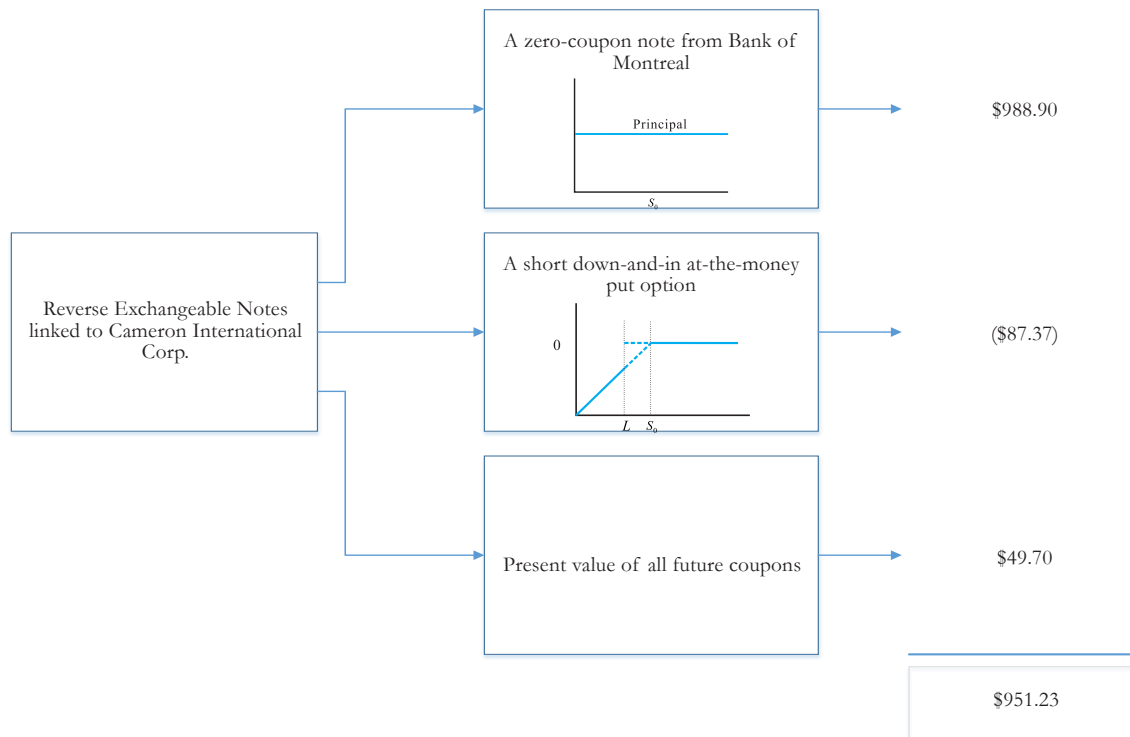 A zero-coupon note from Bank of
Montreal
Principal
S₀
$988.90
Reverse Exchangeable Notes
linked to Cameron International
Corp.
A short down-and-in at-the-money
put option
0
L S₀
($87.37)
Present value of all future coupons
$49.70
$951.23